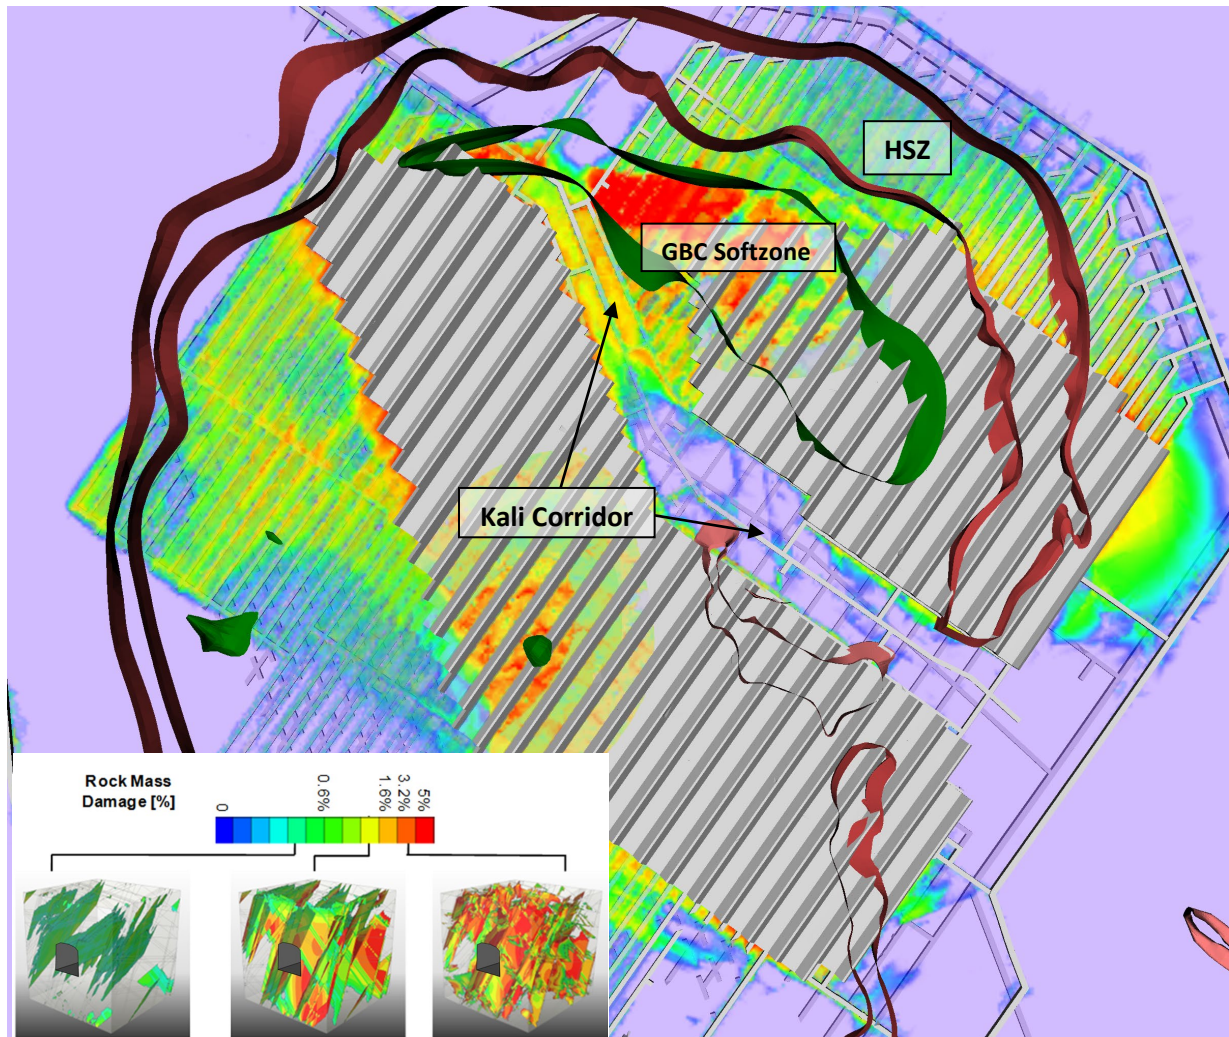 HSZ
GBC Softzone
Kali Corridor
Rock Mass
Damage [%]
0
0.6%
1.6%
3.2%
5%